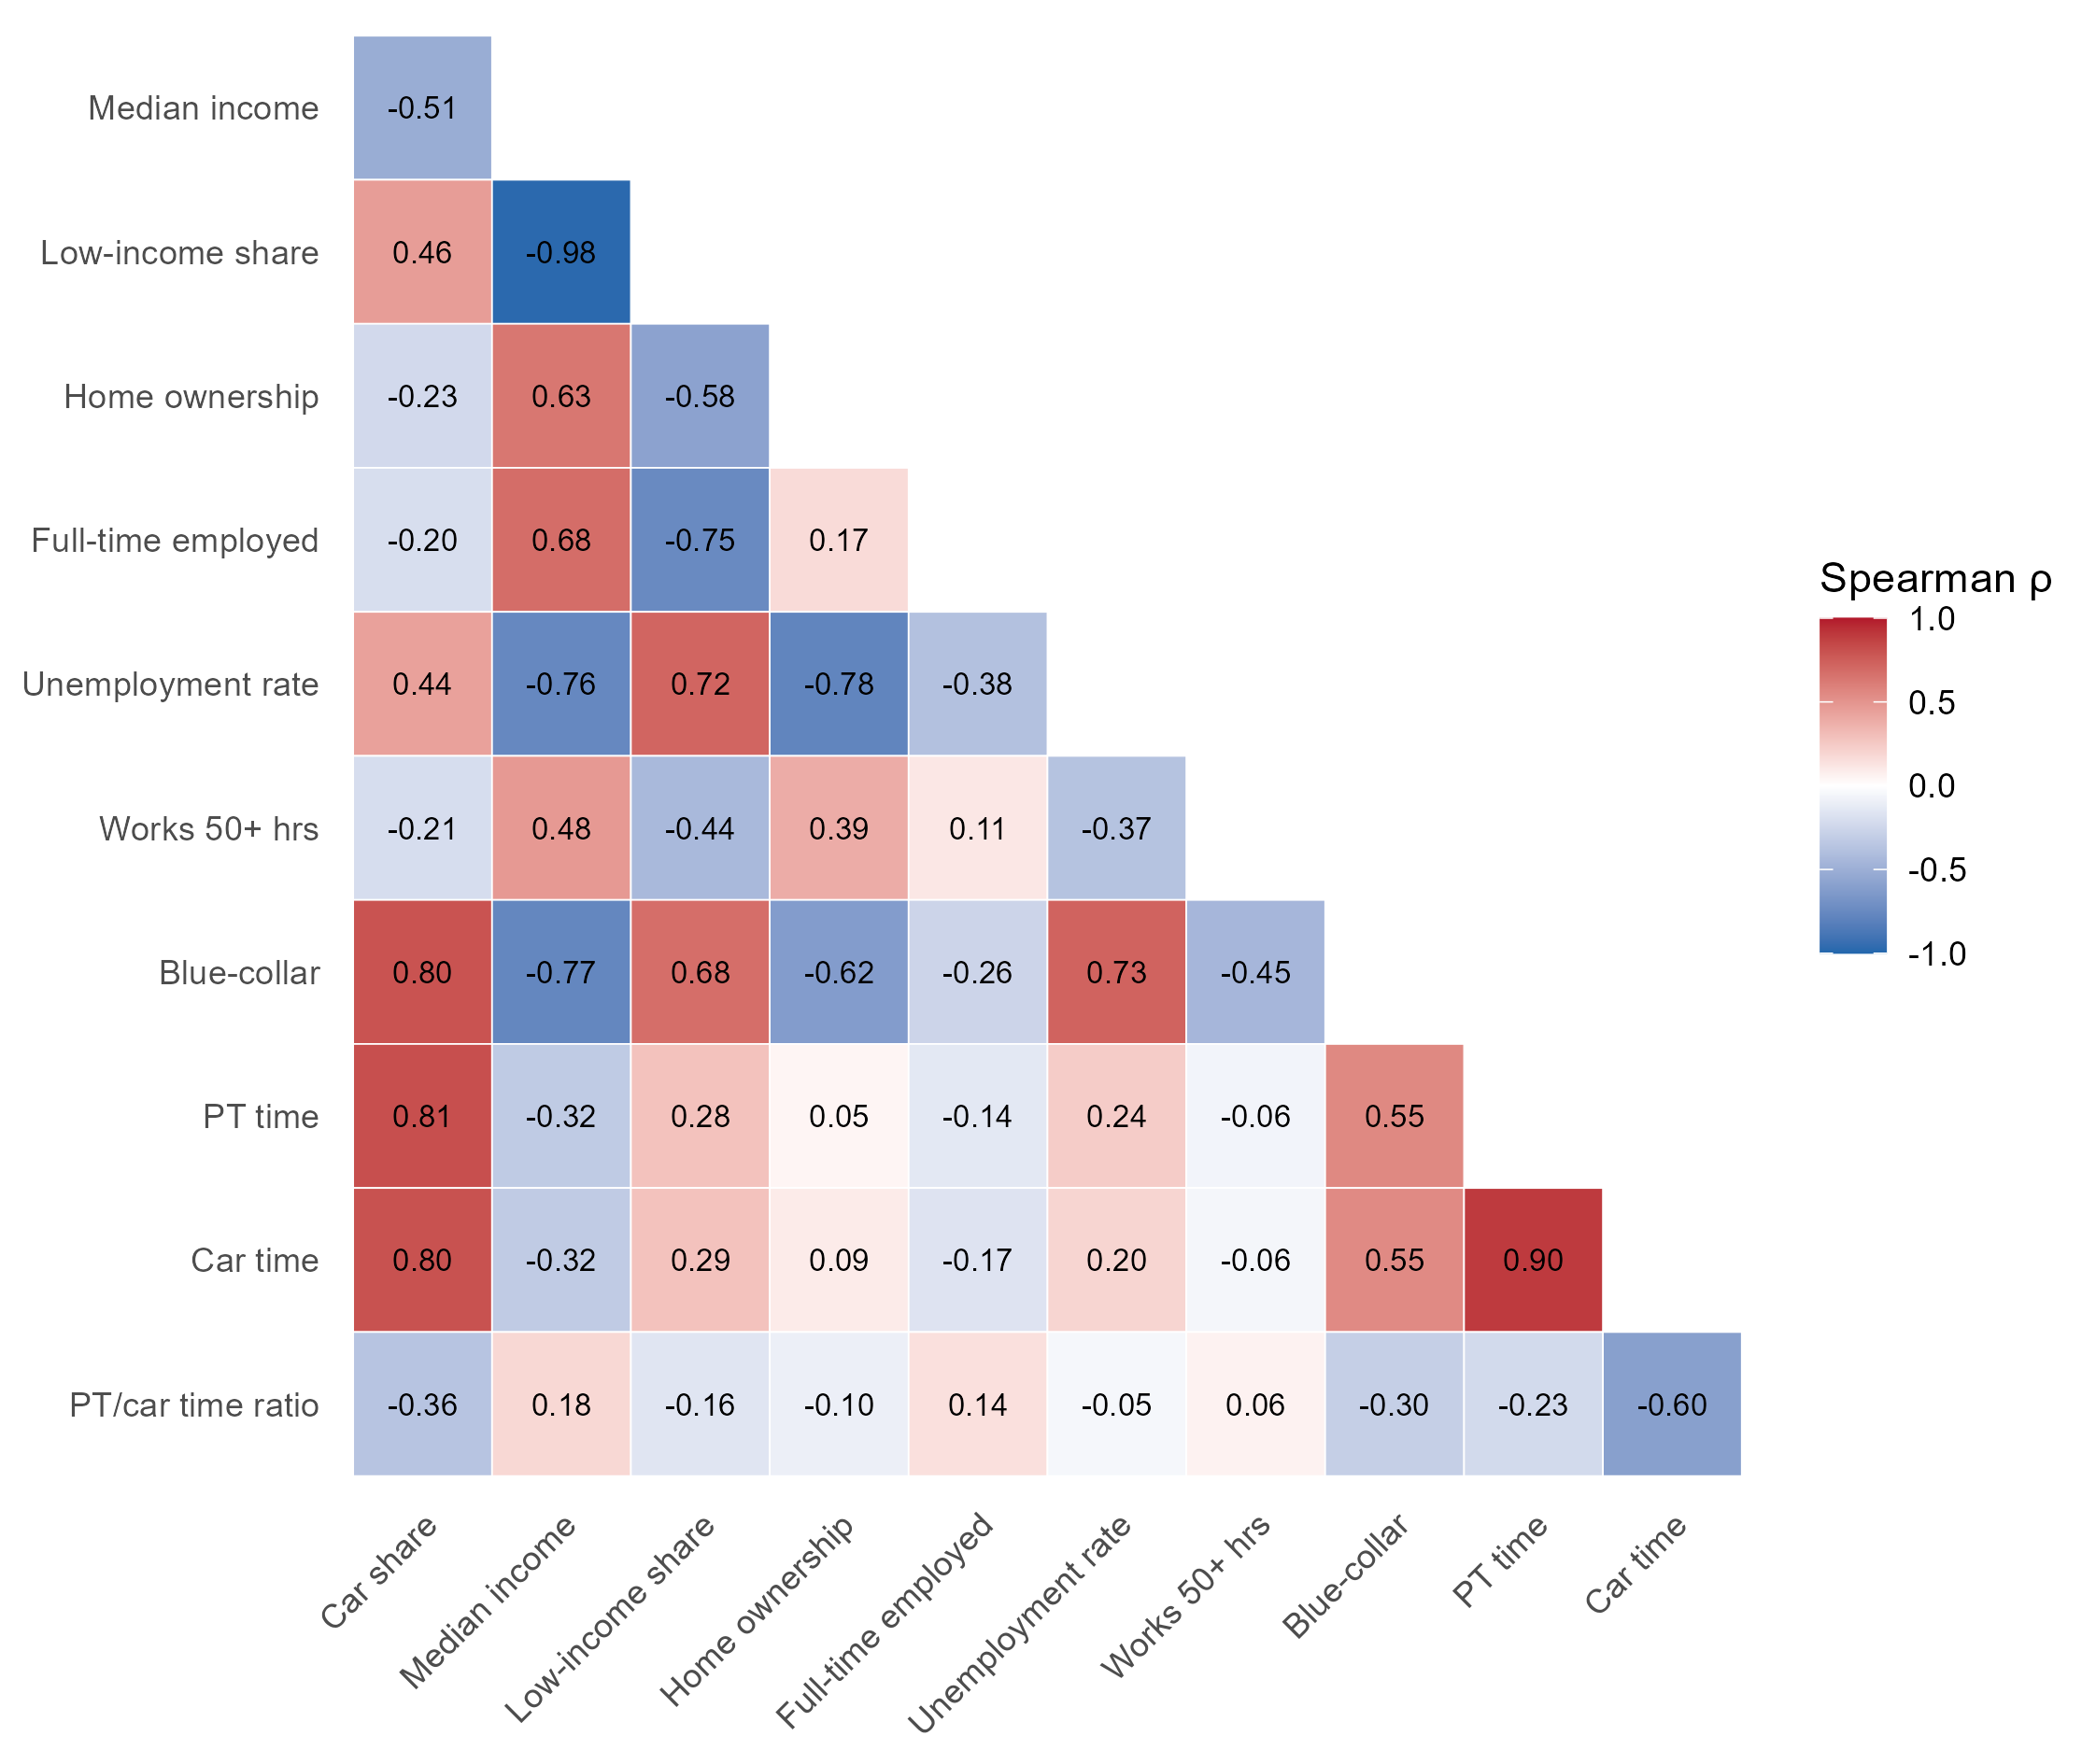 Median income -0.51
Low-income share 0.46 -0.98
Home ownership -0.23 0.63 -0.58
Full-time employed -0.20 0.68 -0.75 0.17
Unemployment rate 0.44 -0.76 0.72 -0.78 -0.38
Works 50+ hrs -0.21 0.48 -0.44 0.39 0.11 -0.37
Blue-collar 0.80 -0.77 0.68 -0.62 -0.26 0.73 -0.45
PT time 0.81 -0.32 0.28 0.05 -0.14 0.24 -0.06 0.55
Car time 0.80 -0.32 0.29 0.09 -0.17 0.20 -0.06 0.55 0.90
PT/car time ratio -0.36 0.18 -0.16 -0.10 0.14 -0.05 0.06 -0.30 -0.23 -0.60
Car share
Median income
Low-income share
Home ownership
Full-time employed
Unemployment rate
Works 50+ hrs
Blue-collar
PT time
Car time
Spearman ρ
1.0
0.5
0.0
-0.5
-1.0